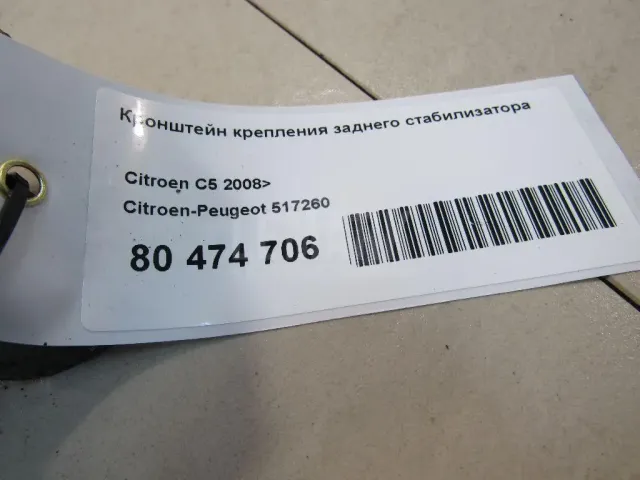 Кронштейн крепления заднего стабилизатора
Citroen C5 2008>
Citroen-Peugeot 517260
80 474 706